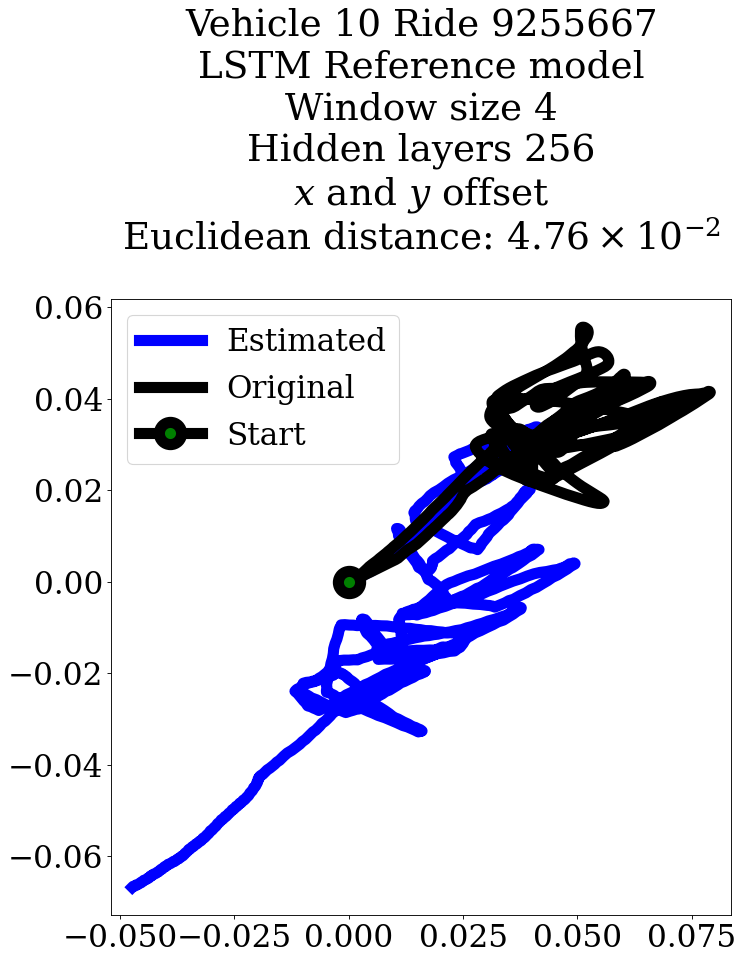 Vehicle 10 Ride 9255667
LSTM Reference model
Window size 4
Hidden layers 256
x and y offset
Euclidean distance: 4.76 × 10⁻²
Estimated
Original
Start
0.06
0.04
0.02
0.00
−0.02
−0.04
−0.06
−0.050 −0.025 0.000 0.025 0.050 0.075